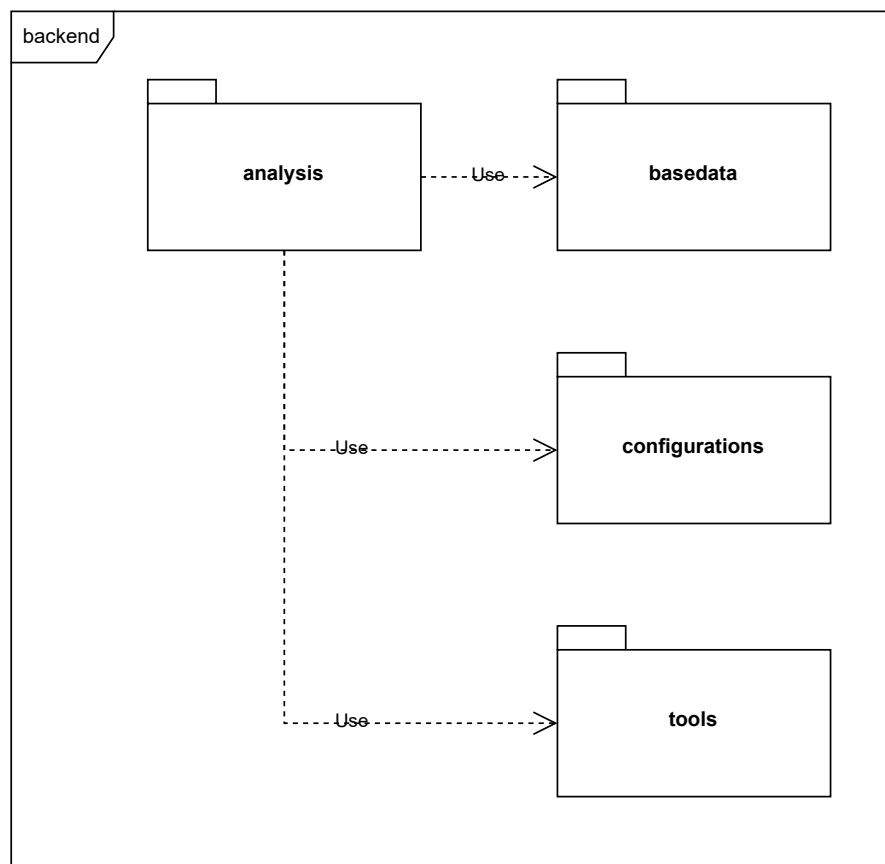 backend
analysis
Use
basedata
Use
configurations
Use
tools